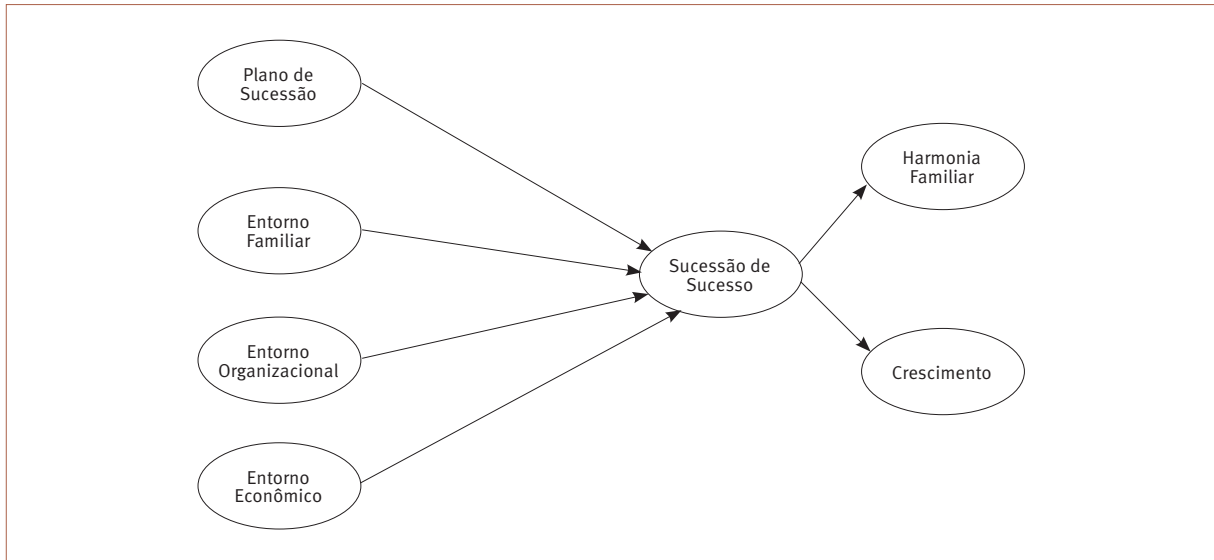 Plano de
Sucessão
Entorno
Familiar
Entorno
Organizacional
Entorno
Econômico
Sucessão de
Sucesso
Harmonia
Familiar
Crescimento